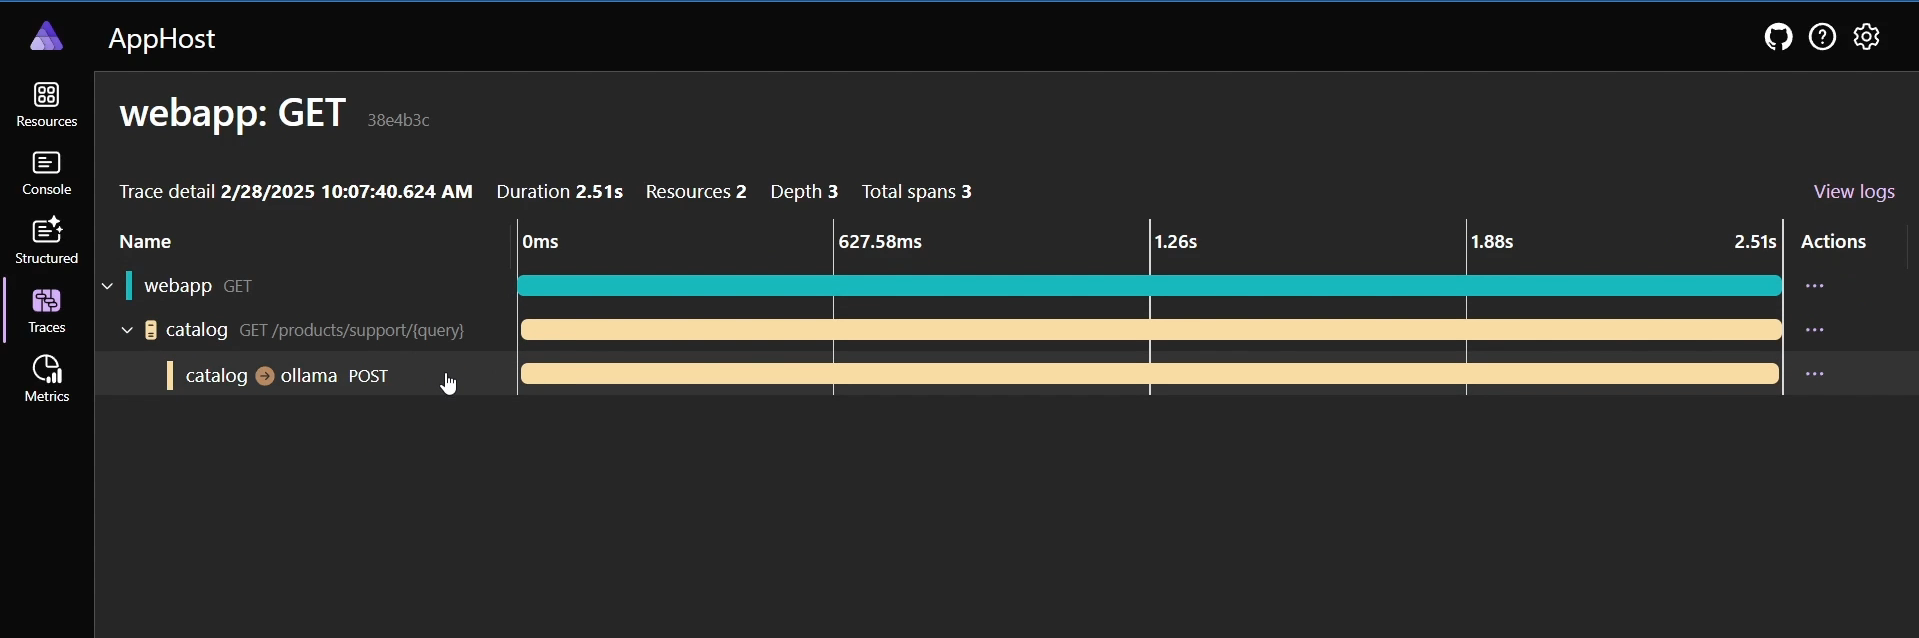 AppHost
Resources
Console
Structured
Traces
Metrics
webapp: GET 38e4b3c
Trace detail 2/28/2025 10:07:40.624 AM Duration 2.51s Resources 2 Depth 3 Total spans 3 View logs
Name 0ms 627.58ms 1.26s 1.88s 2.51s Actions
webapp GET
catalog GET /products/support/{query}
catalog ollama POST